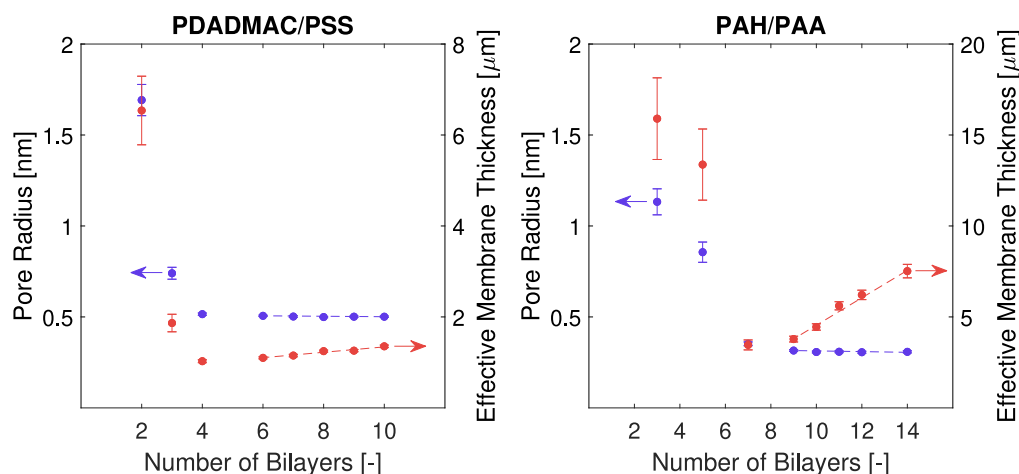 PDADMAC/PSS
PAH/PAA
Pore Radius [nm]
2
1.5
1
0.5
8
6
4
2
Effective Membrane Thickness [μm]
2 4 6 8 10
Number of Bilayers [-]
Pore Radius [nm]
2
1.5
1
0.5
20
15
10
5
Effective Membrane Thickness [μm]
2 4 6 8 10 12 14
Number of Bilayers [-]